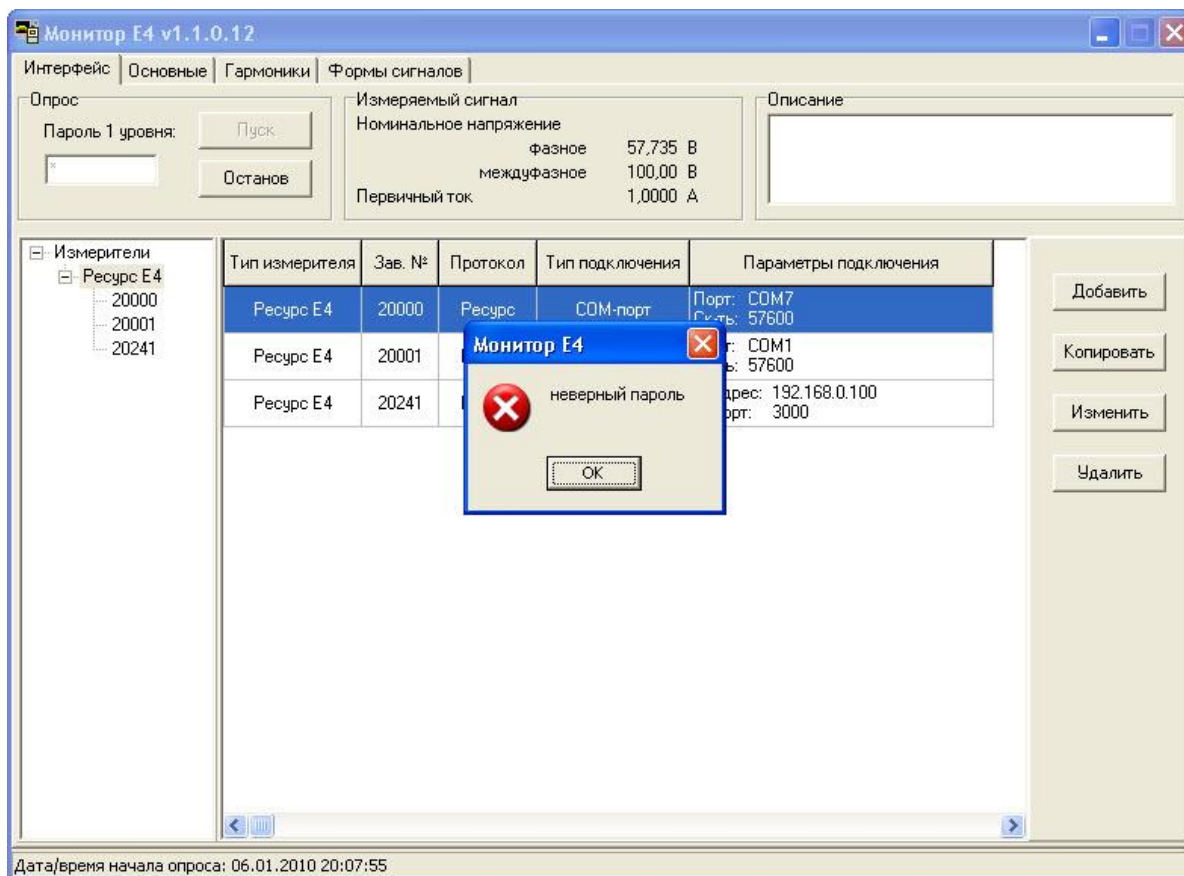 Монитор Е4 v1.1.0.12
Интерфейс Основные Гармоники Формы сигналов
Опрос
Пароль 1 уровня:
*
Пуск
Останов
Измеряемый сигнал
Номинальное напряжение
фазное 57,735 В
междуфазное 100,00 В
Первичный ток 1,0000 А
Описание
Измерители
Ресурс Е4
20000
20001
20241
Тип измерителя Зав. № Протокол Тип подключения Параметры подключения
Ресурс Е4 20000 Ресурс COM-порт Порт: COM7
Ск-ть: 57600
Ресурс Е4 20001 COM1
57600
Ресурс Е4 20241 192.168.0.100
3000
Монитор Е4
неверный пароль
OK
Добавить
Копировать
Изменить
Удалить
Дата/время начала опроса: 06.01.2010 20:07:55